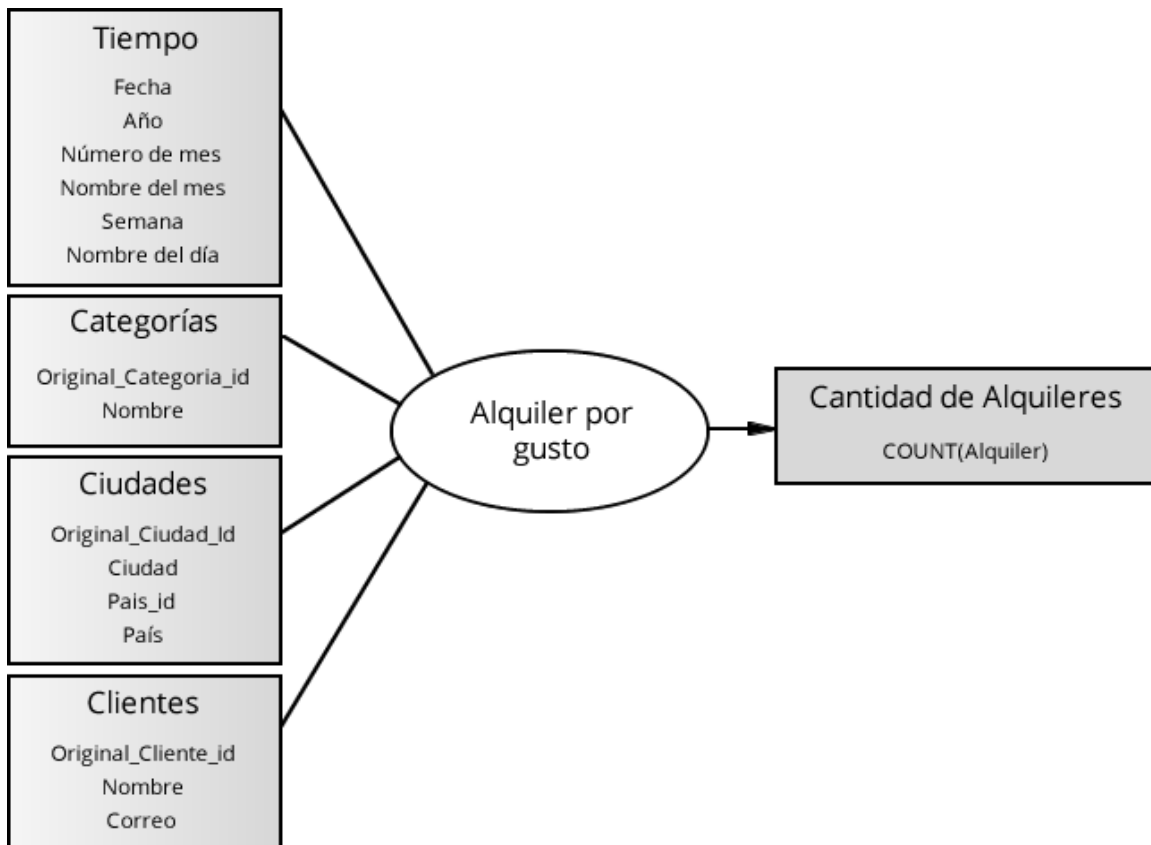 Tiempo
Fecha
Año
Número de mes
Nombre del mes
Semana
Nombre del día
Categorías
Original_Categoria_id
Nombre
Ciudades
Original_Ciudad_Id
Ciudad
Pais_id
País
Clientes
Original_Cliente_id
Nombre
Correo
Alquiler por
gusto
Cantidad de Alquileres
COUNT(Alquiler)